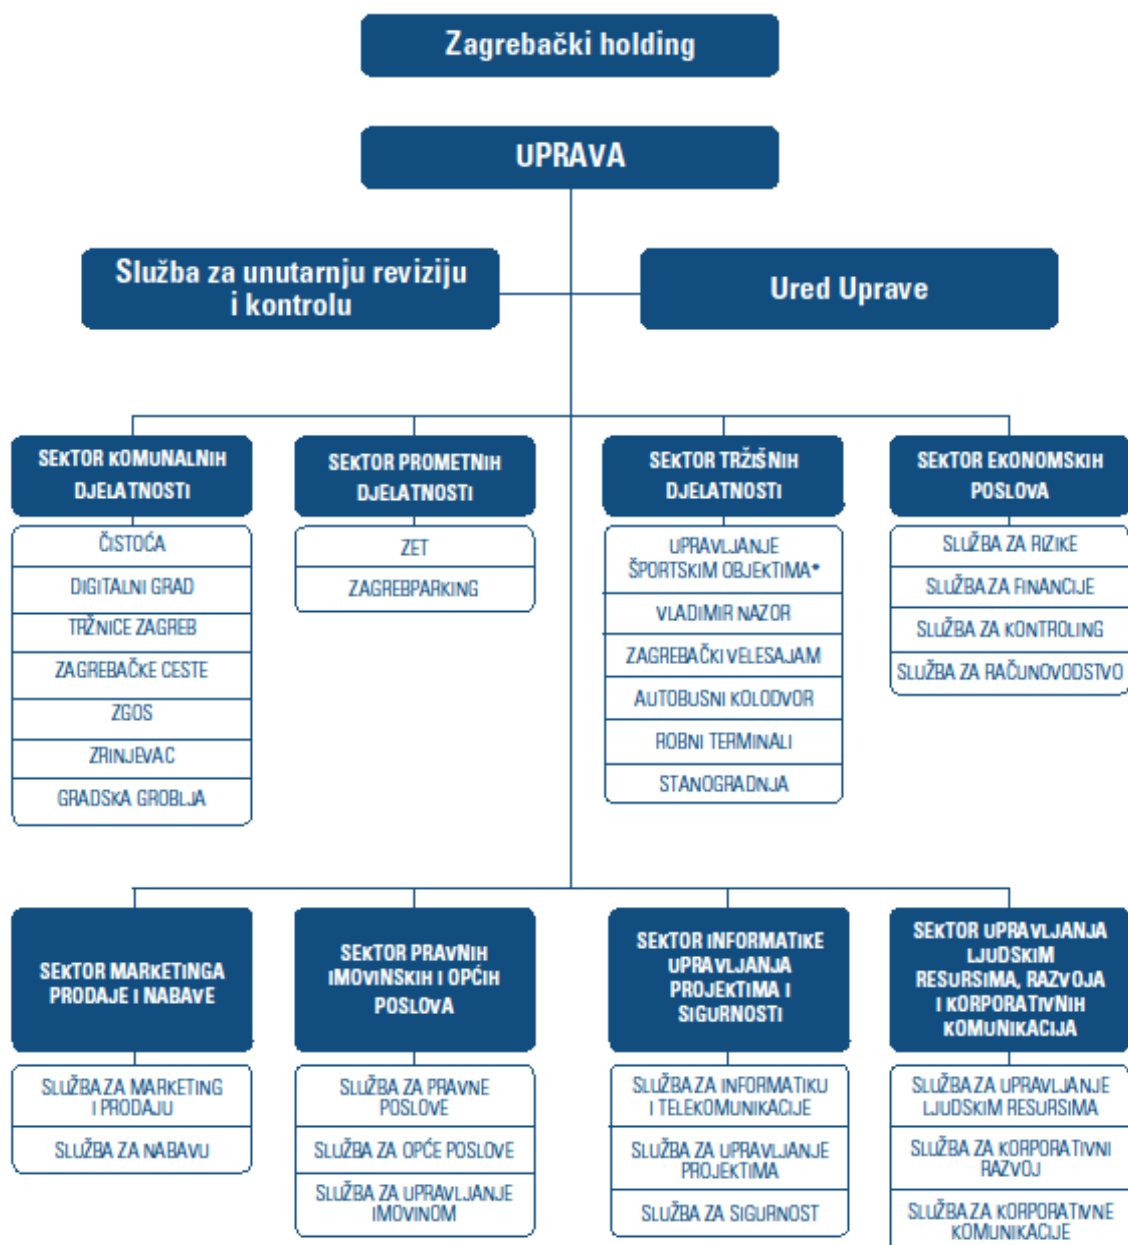 Zagrebački holding
UPRAVA
Služba za unutarnju reviziju
i kontrolu
Ured Uprave
SEKTOR KOMUNALNIH
DJELATNOSTI
ČISTOĆA
DIGITALNI GRAD
TRŽNICE ZAGREB
ZAGREBAČKE CESTE
ZGOS
ZRINJEVAC
GRADSKA GROBLJA
SEKTOR PROMETNIH
DJELATNOSTI
ZET
ZAGREBPARKING
SEKTOR TRŽIŠNIH
DJELATNOSTI
UPRAVLJANJE
ŠPORTSKIM OBJEKTIMA*
VLADIMIR NAZOR
ZAGREBAČKI VELESAJAM
AUTOBUSNI KOLODVOR
ROBNI TERMINALI
STANOGRADNJA
SEKTOR EKONOMSKIH
POSLOVA
SLUŽBA ZA RIZIKE
SLUŽBA ZA FINANCIJE
SLUŽBA ZA KONTROLING
SLUŽBA ZA RAČUNOVODSTVO
SEKTOR MARKETINGA
PRODAJE I NABAVE
SLUŽBA ZA MARKETING
I PRODAJU
SLUŽBA ZA NABAVU
SEKTOR PRAVNIH
IMOVINSKIH I OPĆIH
POSLOVA
SLUŽBA ZA PRAVNE
POSLOVE
SLUŽBA ZA OPĆE POSLOVE
SLUŽBA ZA UPRAVLJANJE
IMOVINOM
SEKTOR INFORMATIKE
UPRAVLJANJA
PROJEKTIMA I
SIGURNOSTI
SLUŽBA ZA INFORMATIKU
I TELEKOMUNIKACIJE
SLUŽBA ZA UPRAVLJANJE
PROJEKTIMA
SLUŽBA ZA SIGURNOST
SEKTOR UPRAVLJANJA
LJUDSKIM
RESURSIMA, RAZVOJA
I KORPORATIVNIH
KOMUNIKACIJA
SLUŽBA ZA UPRAVLJANJE
LJUDSKIM RESURSIMA
SLUŽBA ZA KORPORATIVNI
RAZVOJ
SLUŽBA ZA KORPORATIVNE
KOMUNIKACIJE